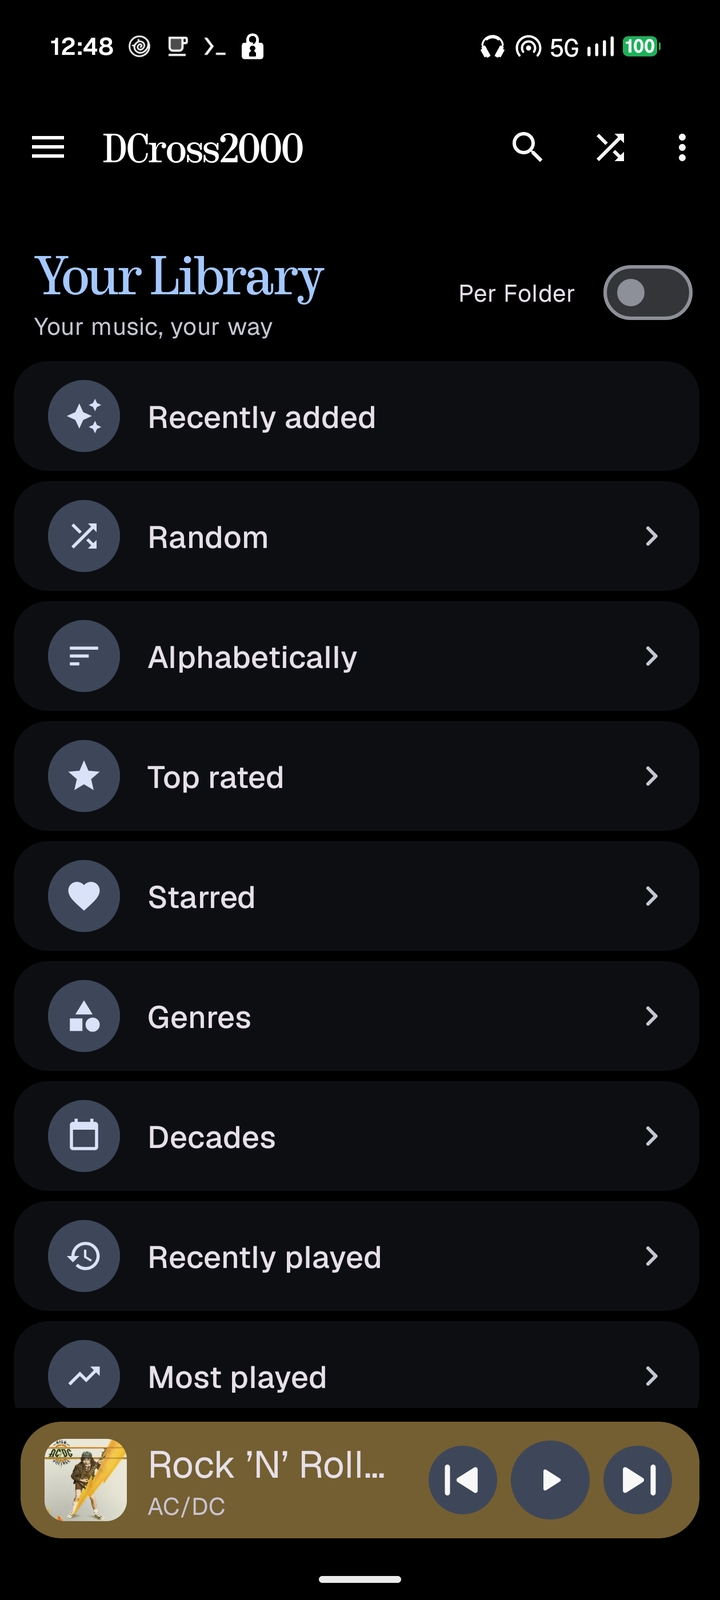 12:48
5G
100
DCross2000
Your Library
Per Folder
Your music, your way
Recently added
Random
Alphabetically
Top rated
Starred
Genres
Decades
Recently played
Most played
Rock ’N’ Roll...
AC/DC